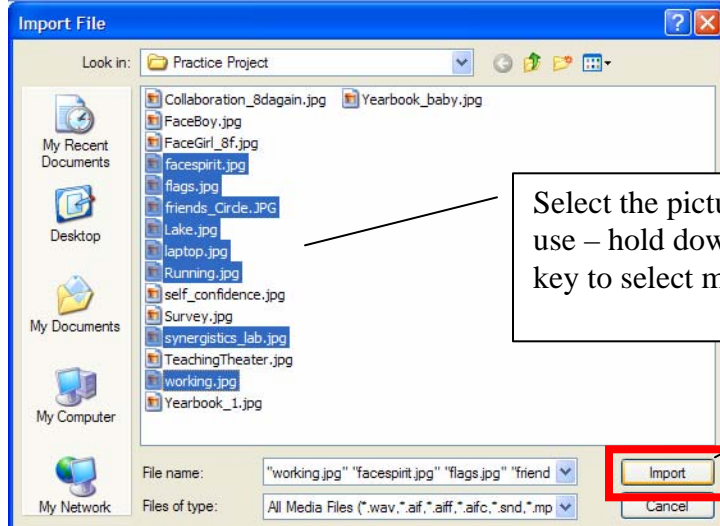 Import File
Look in: Practice Project
My Recent
Documents
Desktop
My Documents
My Computer
My Network
Collaboration_8dagain.jpg
FaceBoy.jpg
FaceGirl_8f.jpg
facespirit.jpg
flags.jpg
friends_Circle.JPG
Lake.jpg
laptop.jpg
Running.jpg
self_confidence.jpg
Survey.jpg
synergistics_lab.jpg
TeachingTheater.jpg
working.jpg
Yearbook_1.jpg
Yearbook_baby.jpg
Select the pictu
use – hold dow
key to select m
File name: "working.jpg" "facespirit.jpg" "flags.jpg" "friend
Import
Files of type: All Media Files (*.wav,*.aif,*.aiff,*.aifc,*.snd,*.mp
Cancel